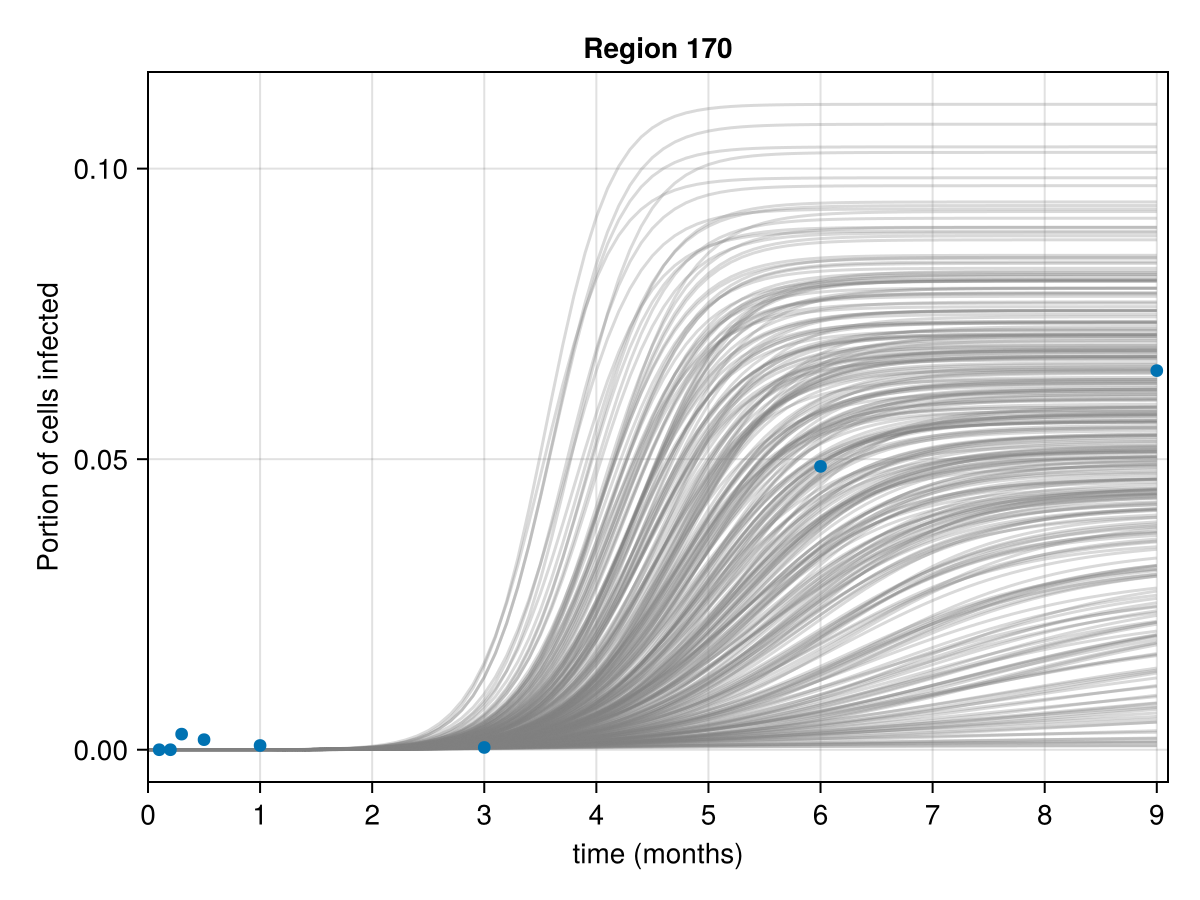 Region 170
Portion of cells infected
0.10
0.05
0.00
0 1 2 3 4 5 6 7 8 9
time (months)